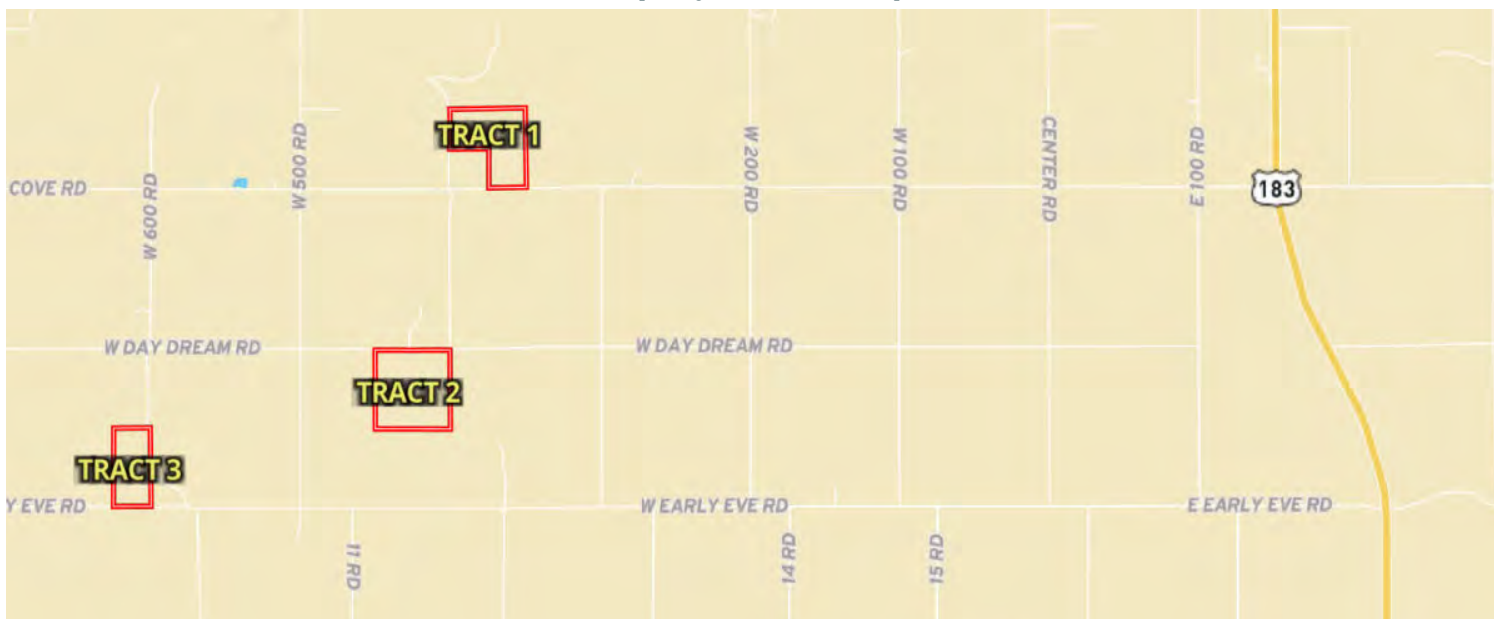 TRACT 1
W 500 RD
W 600 RD
COVE RD
W 200 RD
W 100 RD
CENTER RD
E 100 RD
183
W DAY DREAM RD
W DAY DREAM RD
TRACT 2
TRACT 3
Y EVE RD
W EARLY EVE RD
E EARLY EVE RD
11 RD
14 RD
15 RD